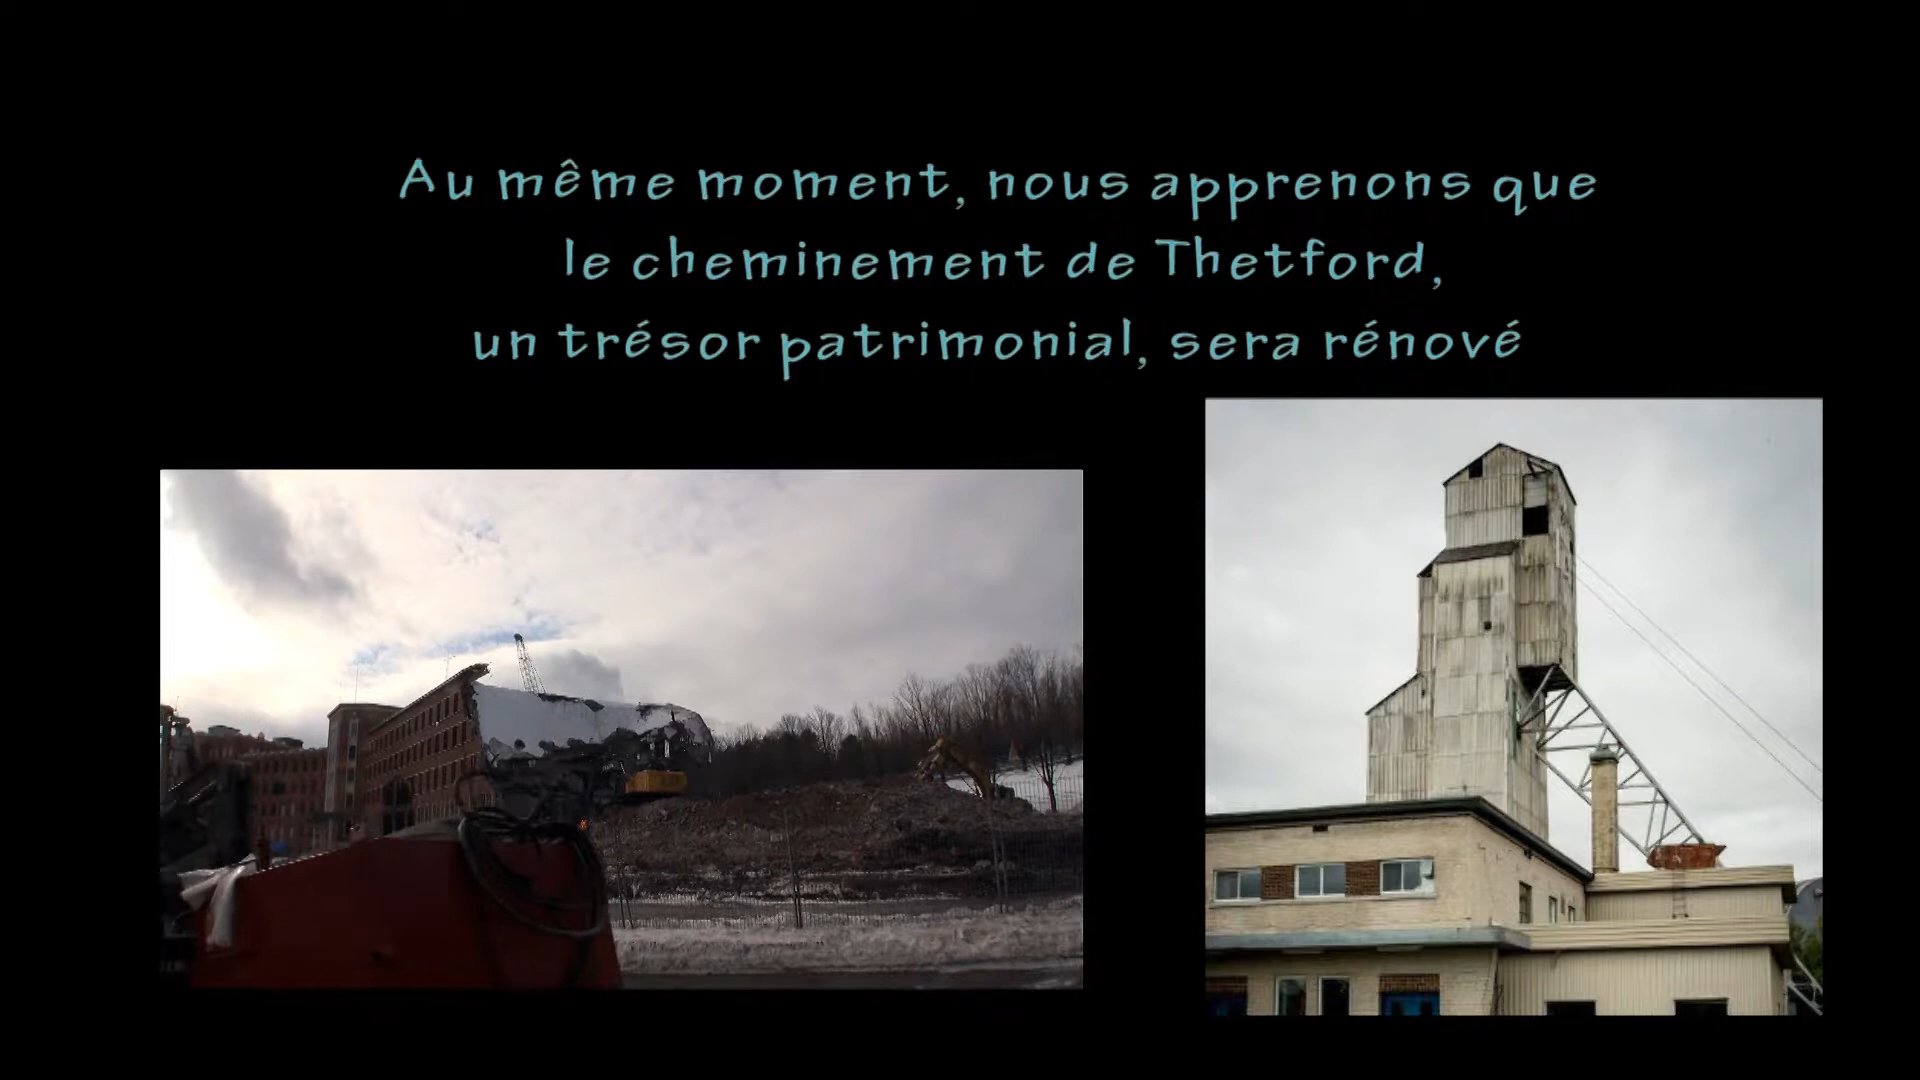 Au même moment, nous apprenons que
le cheminement de Thetford,
un trésor patrimonial, sera rénové